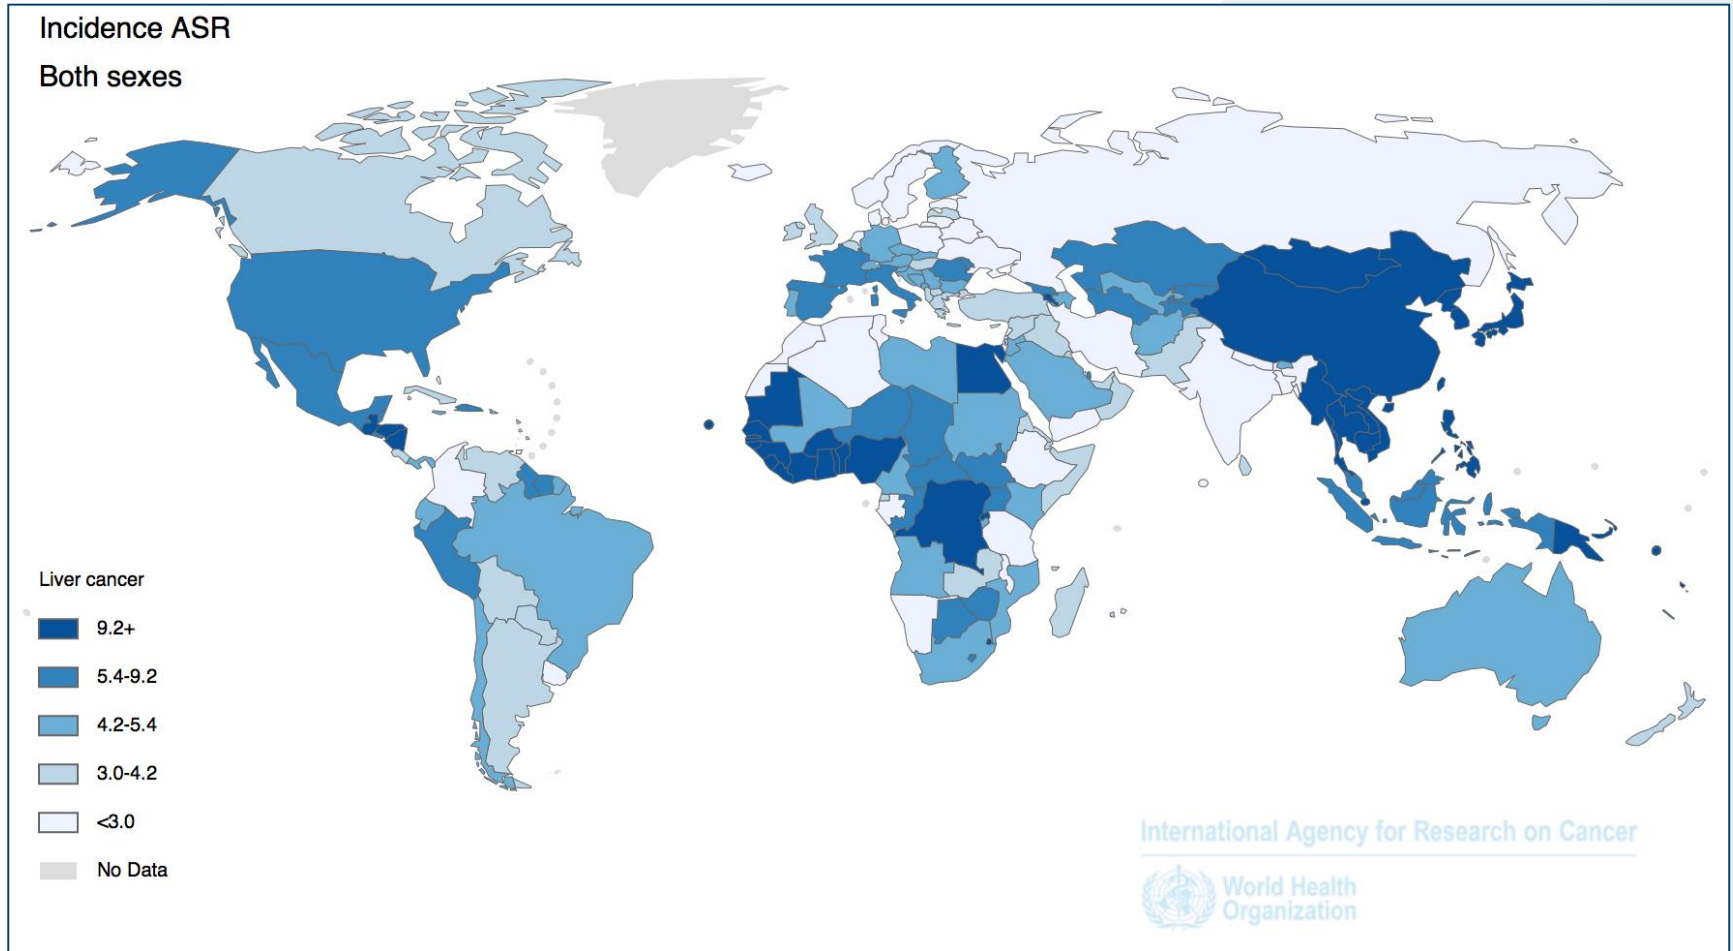 Incidence ASR
Both sexes
Liver cancer
9.2+
5.4-9.2
4.2-5.4
3.0-4.2
<3.0
No Data
International Agency for Research on Cancer
World Health
Organization